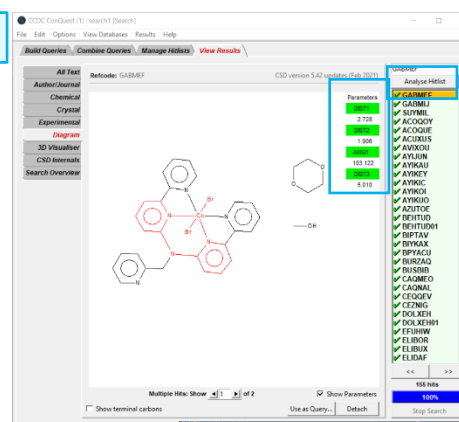 CCDC ConQuest (1): search1 [Search]
File Edit Options View Databases Results Help
Build Queries Combine Queries Manage Hitlists View Results
All Text
Author/Journal
Chemical
Crystal
Experimental
Diagram
3D Visualiser
CSD Internals
Search Overview
Refcode: GABMEF CSD version 5.42 updates (Feb 2021)
Parameters
DIST1
2.728
DIST2
1.906
ANG1
103.122
DIST3
5.010
N
N
Br
Co
N
Br
N
N
N
O
O
OH
Multiple Hits: Show 1 of 2
Show Parameters
Show terminal carbons
Use as Query... Detach
GABMEF
Analyse Hitlist
GABMEF
GABMIJ
SUYMIL
ACOQOY
ACOQUE
ACUXUS
AVIXOU
AYIJUN
AYIKAU
AYIKEY
AYIKIC
AYIKOI
AYIKUO
AZUTOE
BEHTUD
BEHTUD01
BIPTAV
BIYKAX
BPYACU
BURZAQ
BUSBIB
CAQMEO
CAQNAL
CEQQEV
CEZNIG
DOLXEH
DOLXEH01
EFUHIW
ELIBOR
ELIBUX
ELIDAF
<< >>
155 hits
100%
Stop Search